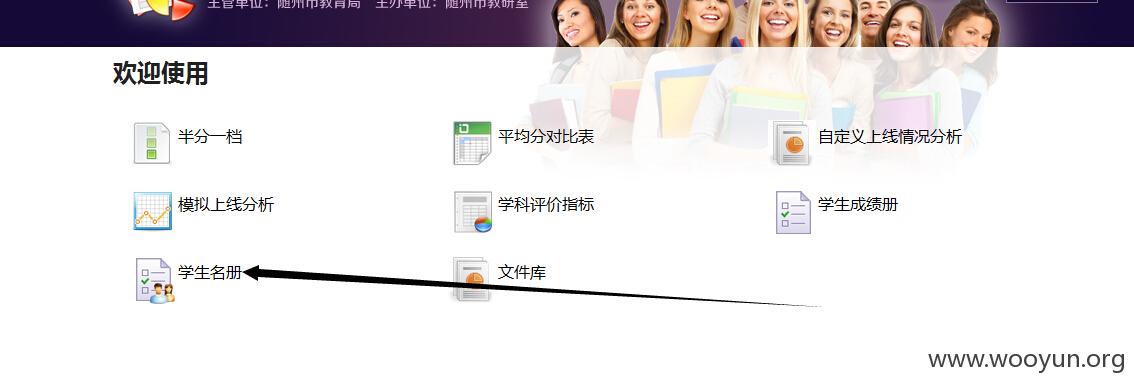 主管单位：随州市教育局 主办单位：随州市教研室
欢迎使用
半分一档
平均分对比表
自定义上线情况分析
模拟上线分析
学科评价指标
学生成绩册
学生名册
文件库
www.wooyun.org